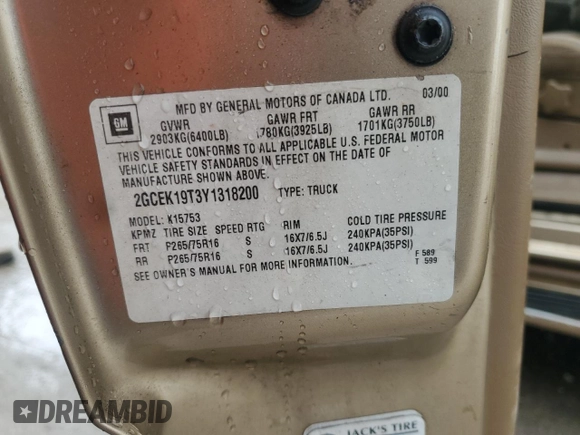 MFD BY GENERAL MOTORS OF CANADA LTD. 03/00
GM
GVWR GAWR FRT GAWR RR
2903KG(6400LB) 1780KG(3925LB) 1701KG(3750LB)
THIS VEHICLE CONFORMS TO ALL APPLICABLE U.S. FEDERAL MOTOR
VEHICLE SAFETY STANDARDS IN EFFECT ON THE DATE OF
MANUFACTURE SHOWN ABOVE.
2GCEK19T3Y1318200 TYPE: TRUCK
MODEL: K15753
KPMZ TIRE SIZE SPEED RTG RIM COLD TIRE PRESSURE
FRT P265/75R16 S 16X7/6.5J 240KPA(35PSI)
RR P265/75R16 S 16X7/6.5J 240KPA(35PSI)
SEE OWNER'S MANUAL FOR MORE INFORMATION.
F 589
T 599
DREAMBID
JACK'S TIRE